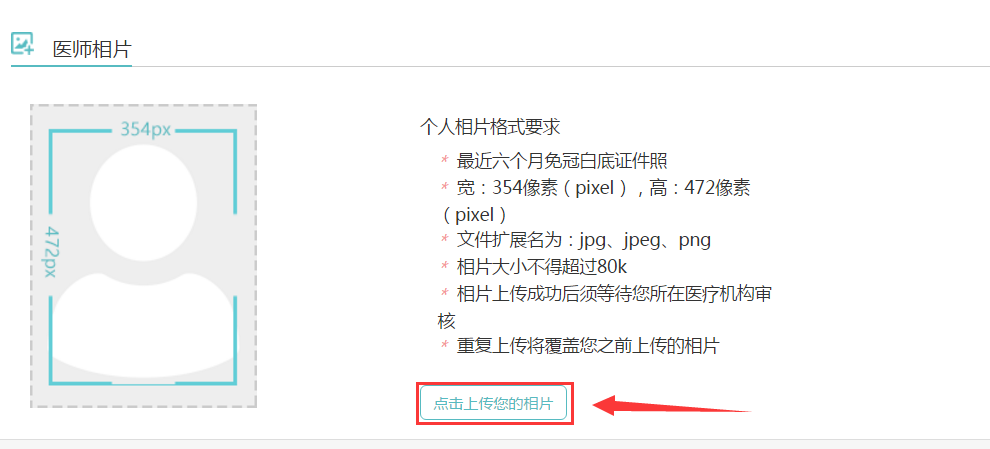 医师相片
354px
472px
个人相片格式要求
* 最近六个月免冠白底证件照
* 宽：354像素（pixel），高：472像素
（pixel）
* 文件扩展名为：jpg、jpeg、png
* 相片大小不得超过80k
* 相片上传成功后须等待您所在医疗机构审
核
* 重复上传将覆盖您之前上传的相片
点击上传您的相片